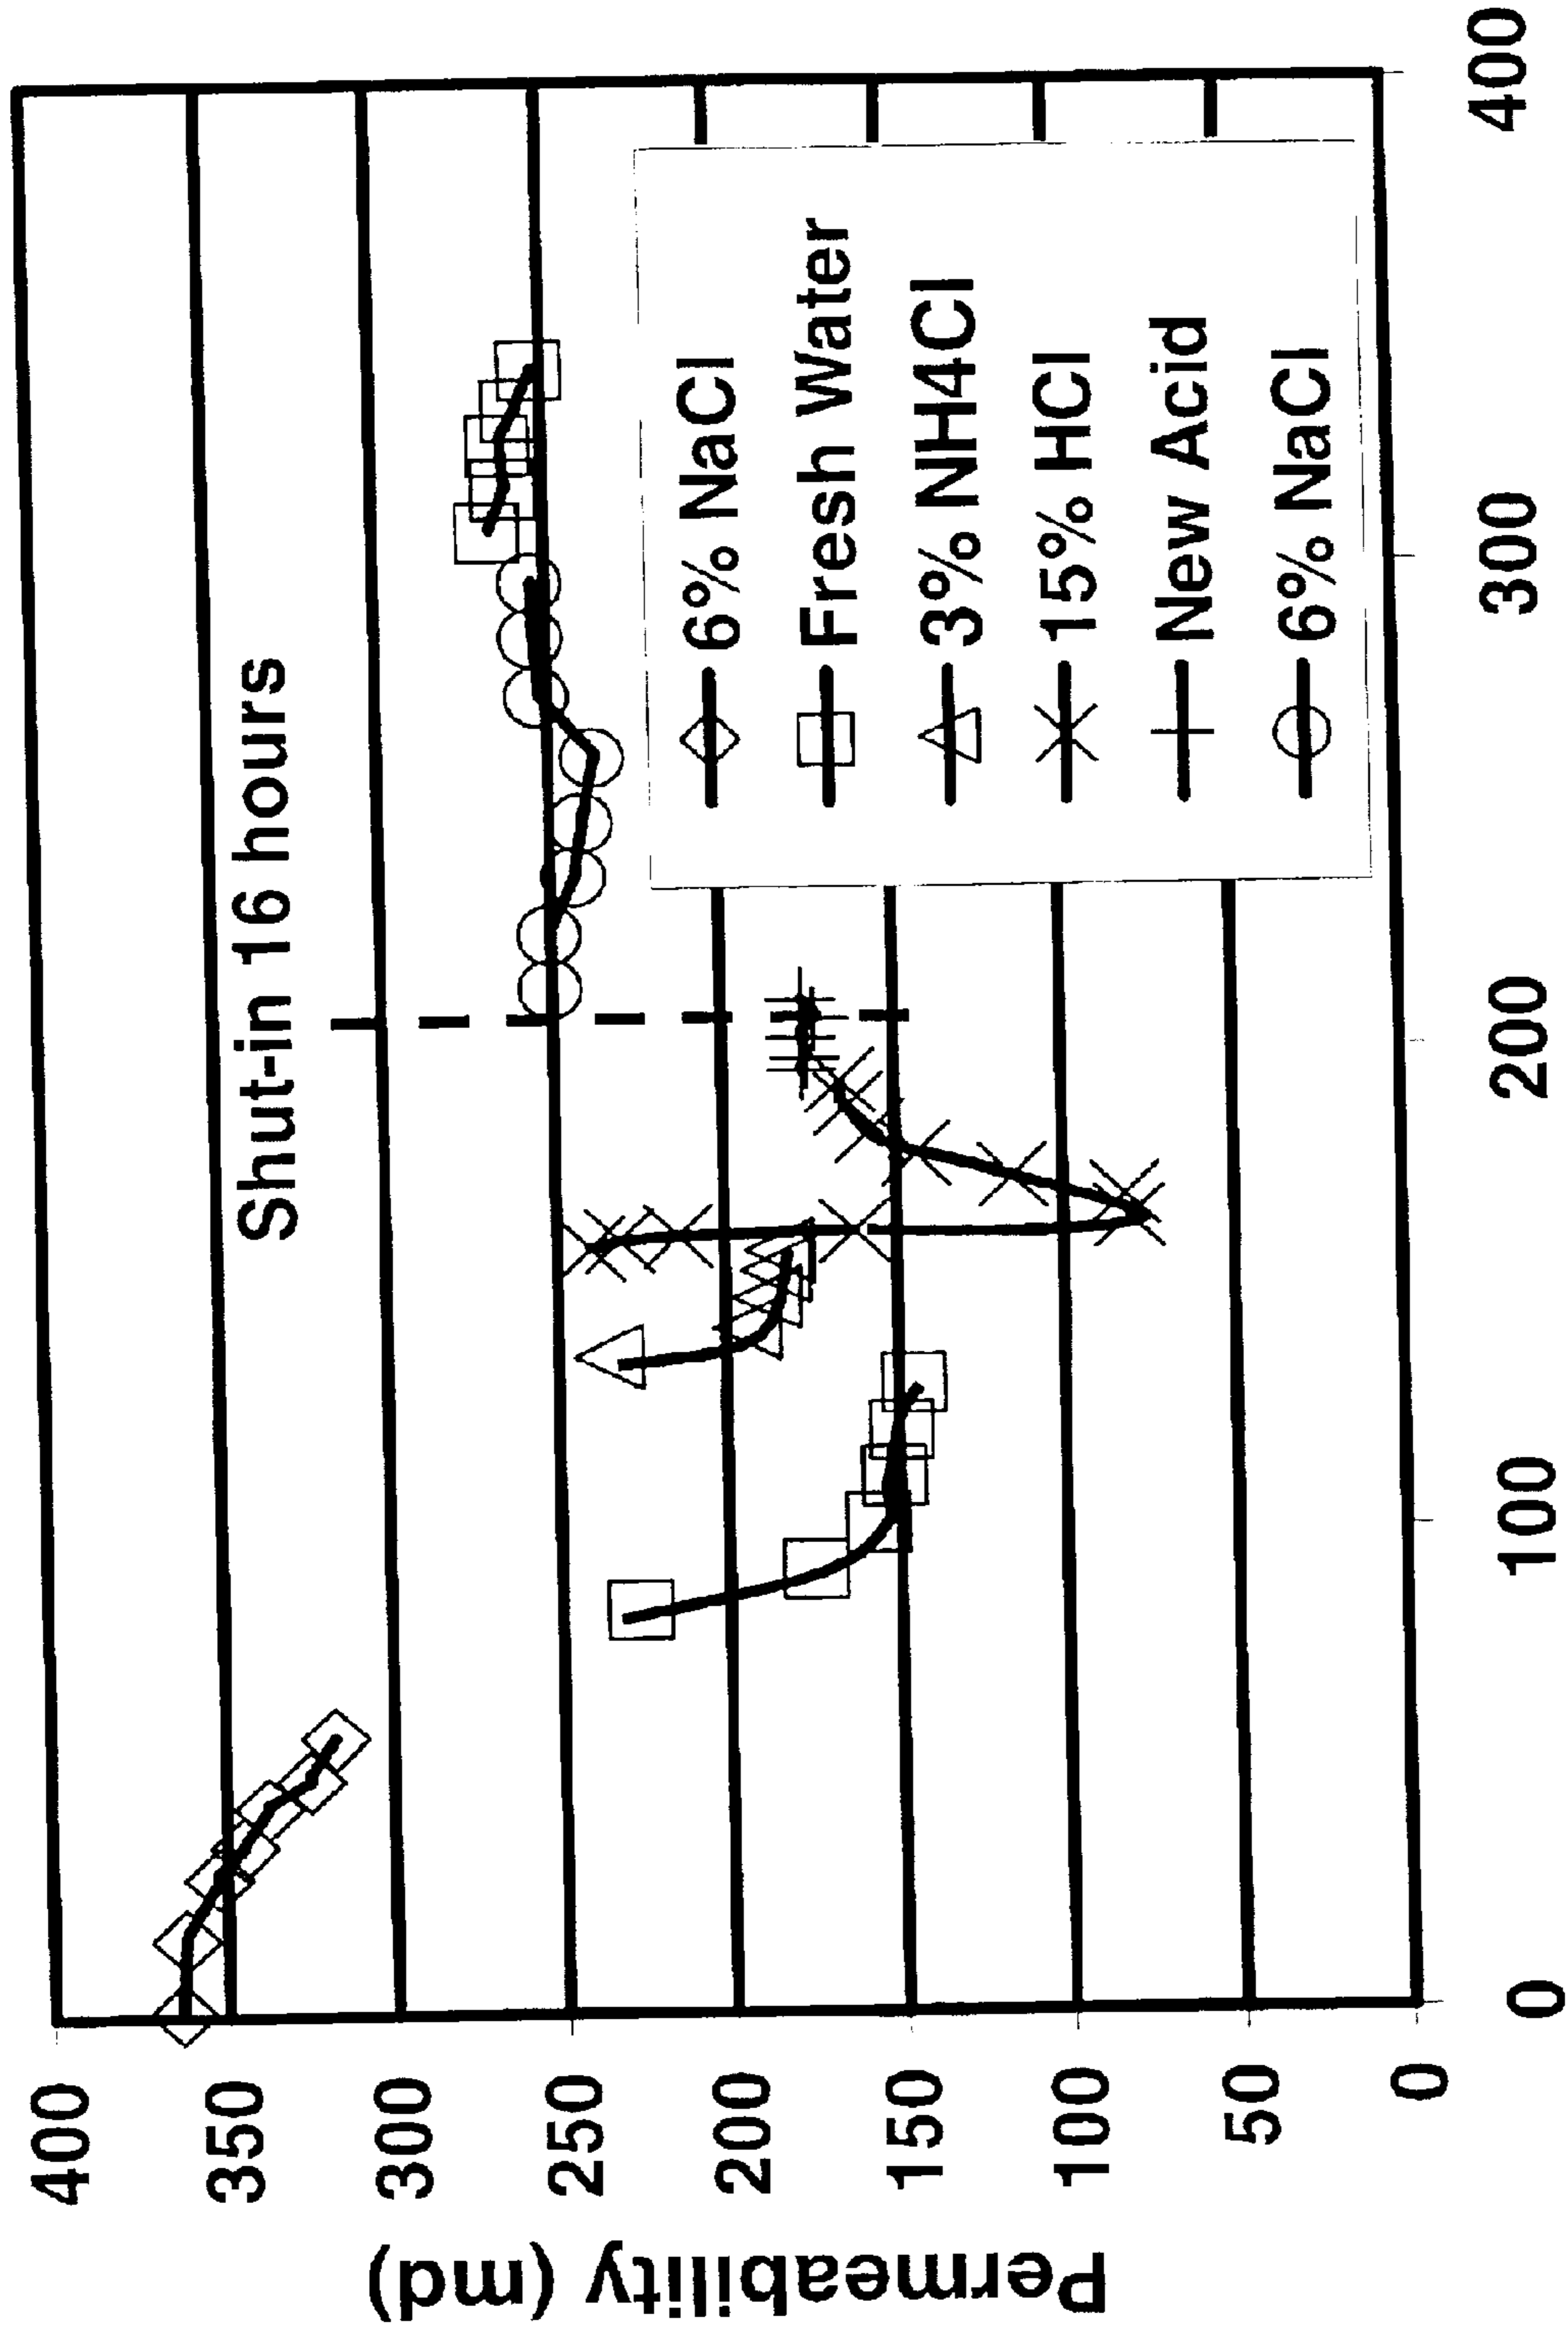 Permeability (md)
400
350
300
250
200
150
100
50
0
Shut-in 16 hours
6% NaCl
Fresh Water
3% NH4Cl
15% HCl
New Acid
6% NaCl
0
100
200
300
400